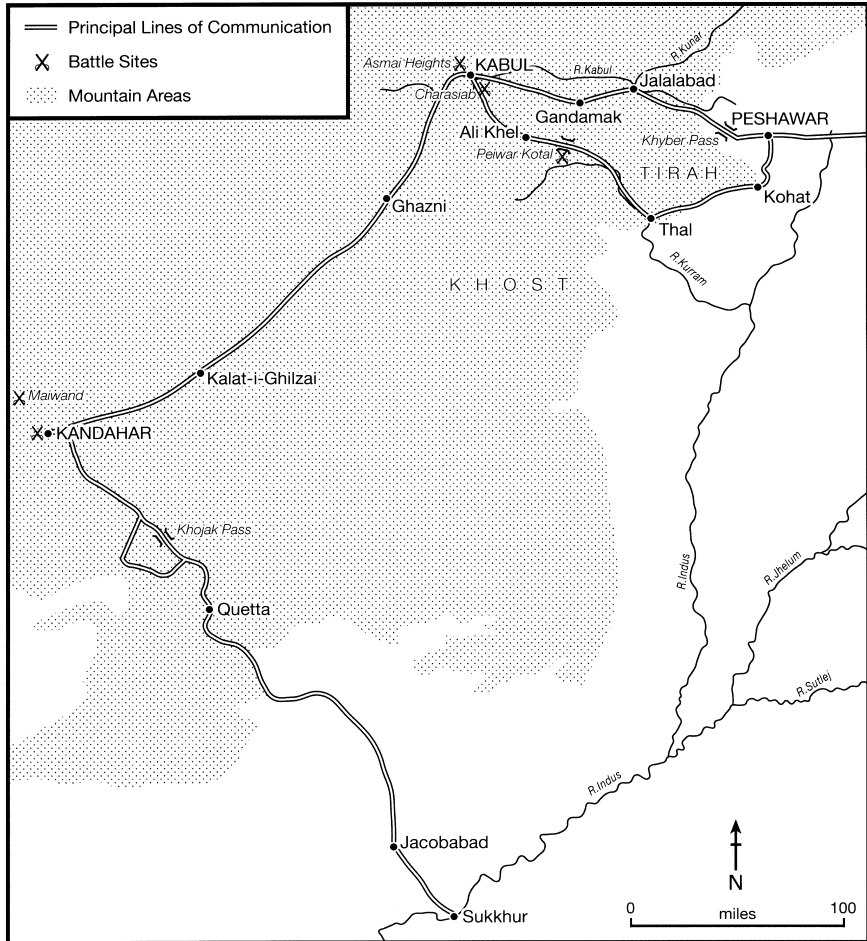 Principal Lines of Communication
Battle Sites
Mountain Areas
R.Kunar
Asmai Heights
KABUL
R.Kabul
Jalalabad
Charasiab
Gandamak
PESHAWAR
Ali Khel
Khyber Pass
Peiwar Kotal
TIRAH
Kohat
Ghazni
Thal
R.Kurram
KHOST
Kalat-i-Ghilzai
Maiwand
KANDAHAR
Khojak Pass
R.Indus
R.Jhelum
Quetta
R.Sutlej
R.Indus
Jacobabad
N
Sukkhur
0 miles 100